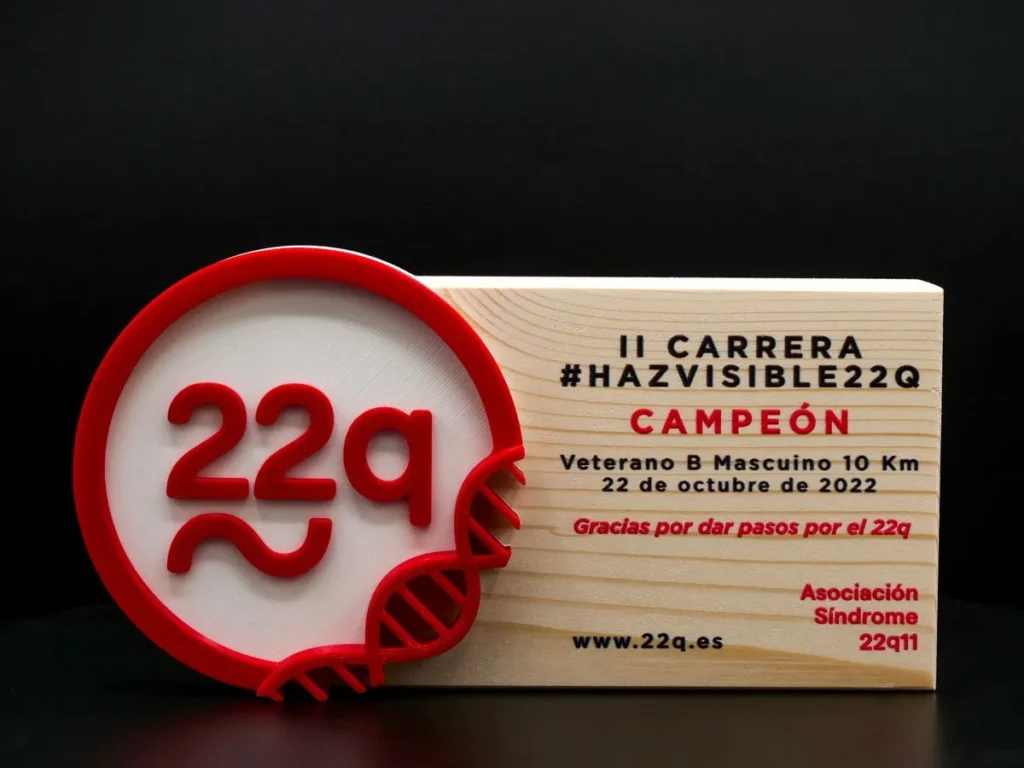 22q
II CARRERA
#HAZVISIBLE22Q
CAMPEÓN
Veterano B Mascuino 10 Km
22 de octubre de 2022
Gracias por dar pasos por el 22q
Asociación
Síndrome
22q11
www.22q.es